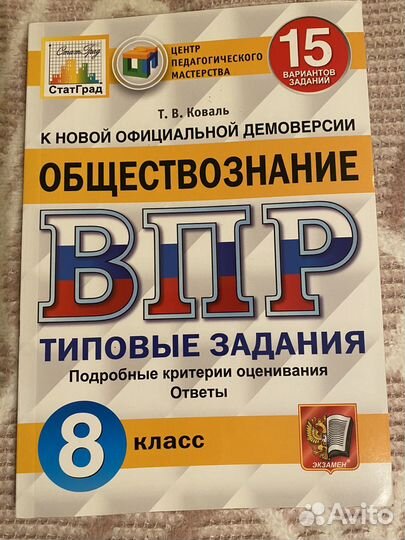 СтатГрад
СтатГрад
ЦЕНТР
ПЕДАГОГИЧЕСКОГО
МАСТЕРСТВА
15
ВАРИАНТОВ
ЗАДАНИЙ
Т. В. Коваль
К НОВОЙ ОФИЦИАЛЬНОЙ ДЕМОВЕРСИИ
ОБЩЕСТВОЗНАНИЕ
ВПР
ТИПОВЫЕ ЗАДАНИЯ
Подробные критерии оценивания
Ответы
8 класс
ЭКЗАМЕН
Avito